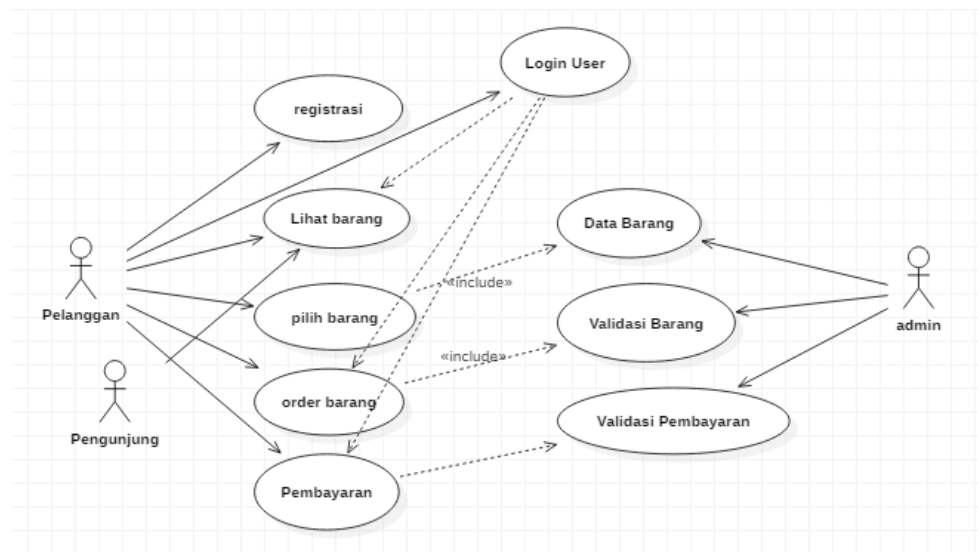 Login User
registrasi
Lihat barang
Data Barang
«include»
Pelanggan
pilih barang
Validasi Barang
admin
«include»
order barang
Validasi Pembayaran
Pengunjung
Pembayaran